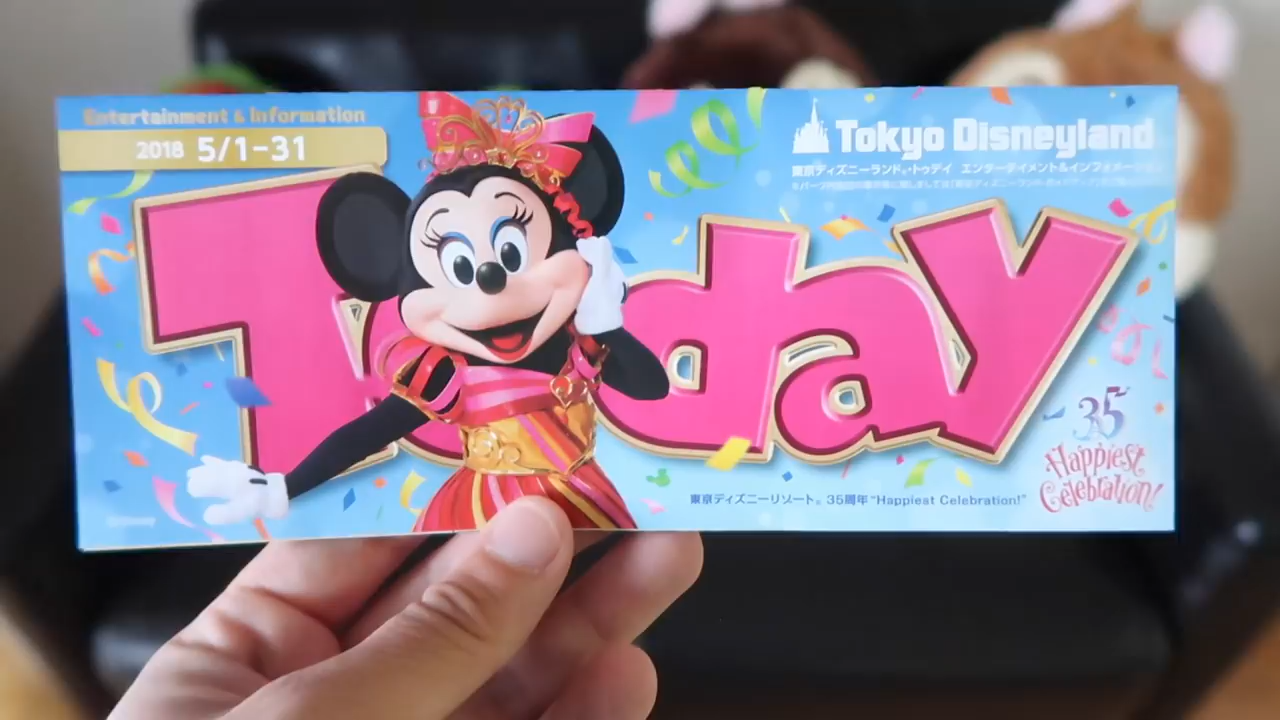 Entertainment & Information
2018 5/1-31
Tokyo Disneyland
東京ディズニーランド®・トゥデイ エンターテイメント&インフォメーション
Today
35
Happiest
Celebration!
東京ディズニーリゾート® 35周年 "Happiest Celebration!"